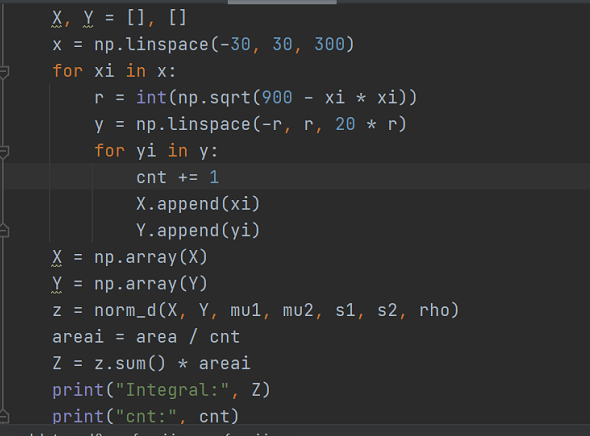 X, Y = [], []
x = np.linspace(-30, 30, 300)
for xi in x:
    r = int(np.sqrt(900 - xi * xi))
    y = np.linspace(-r, r, 20 * r)
    for yi in y:
        cnt += 1
        X.append(xi)
        Y.append(yi)
X = np.array(X)
Y = np.array(Y)
z = norm_d(X, Y, mu1, mu2, s1, s2, rho)
areai = area / cnt
Z = z.sum() * areai
print("Integral:", Z)
print("cnt:", cnt)